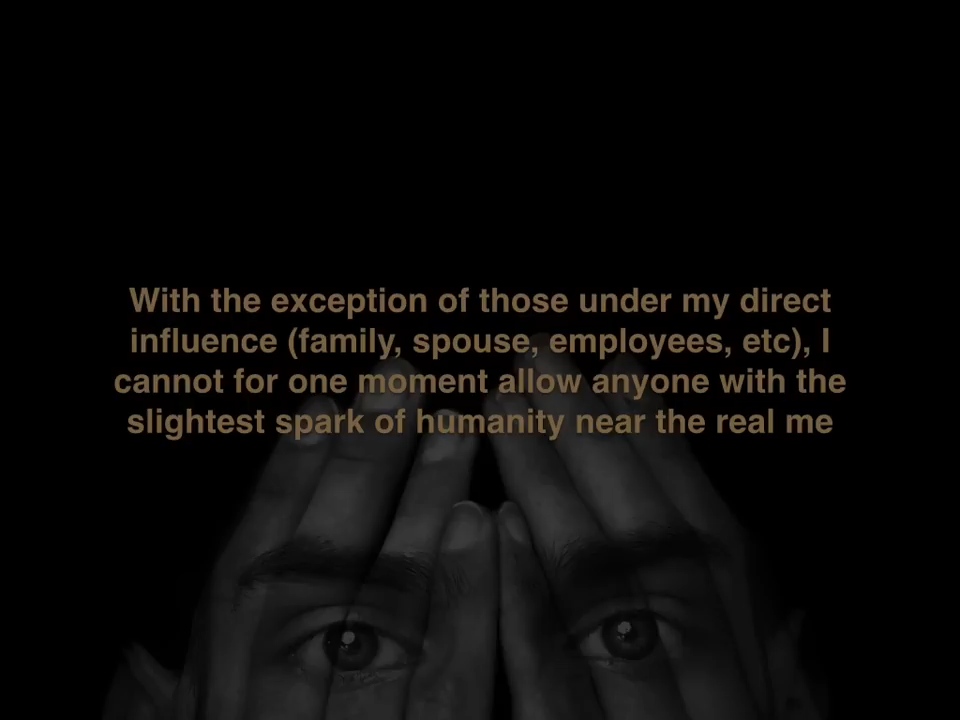 With the exception of those under my direct
influence (family, spouse, employees, etc), I
cannot for one moment allow anyone with the
slightest spark of humanity near the real me